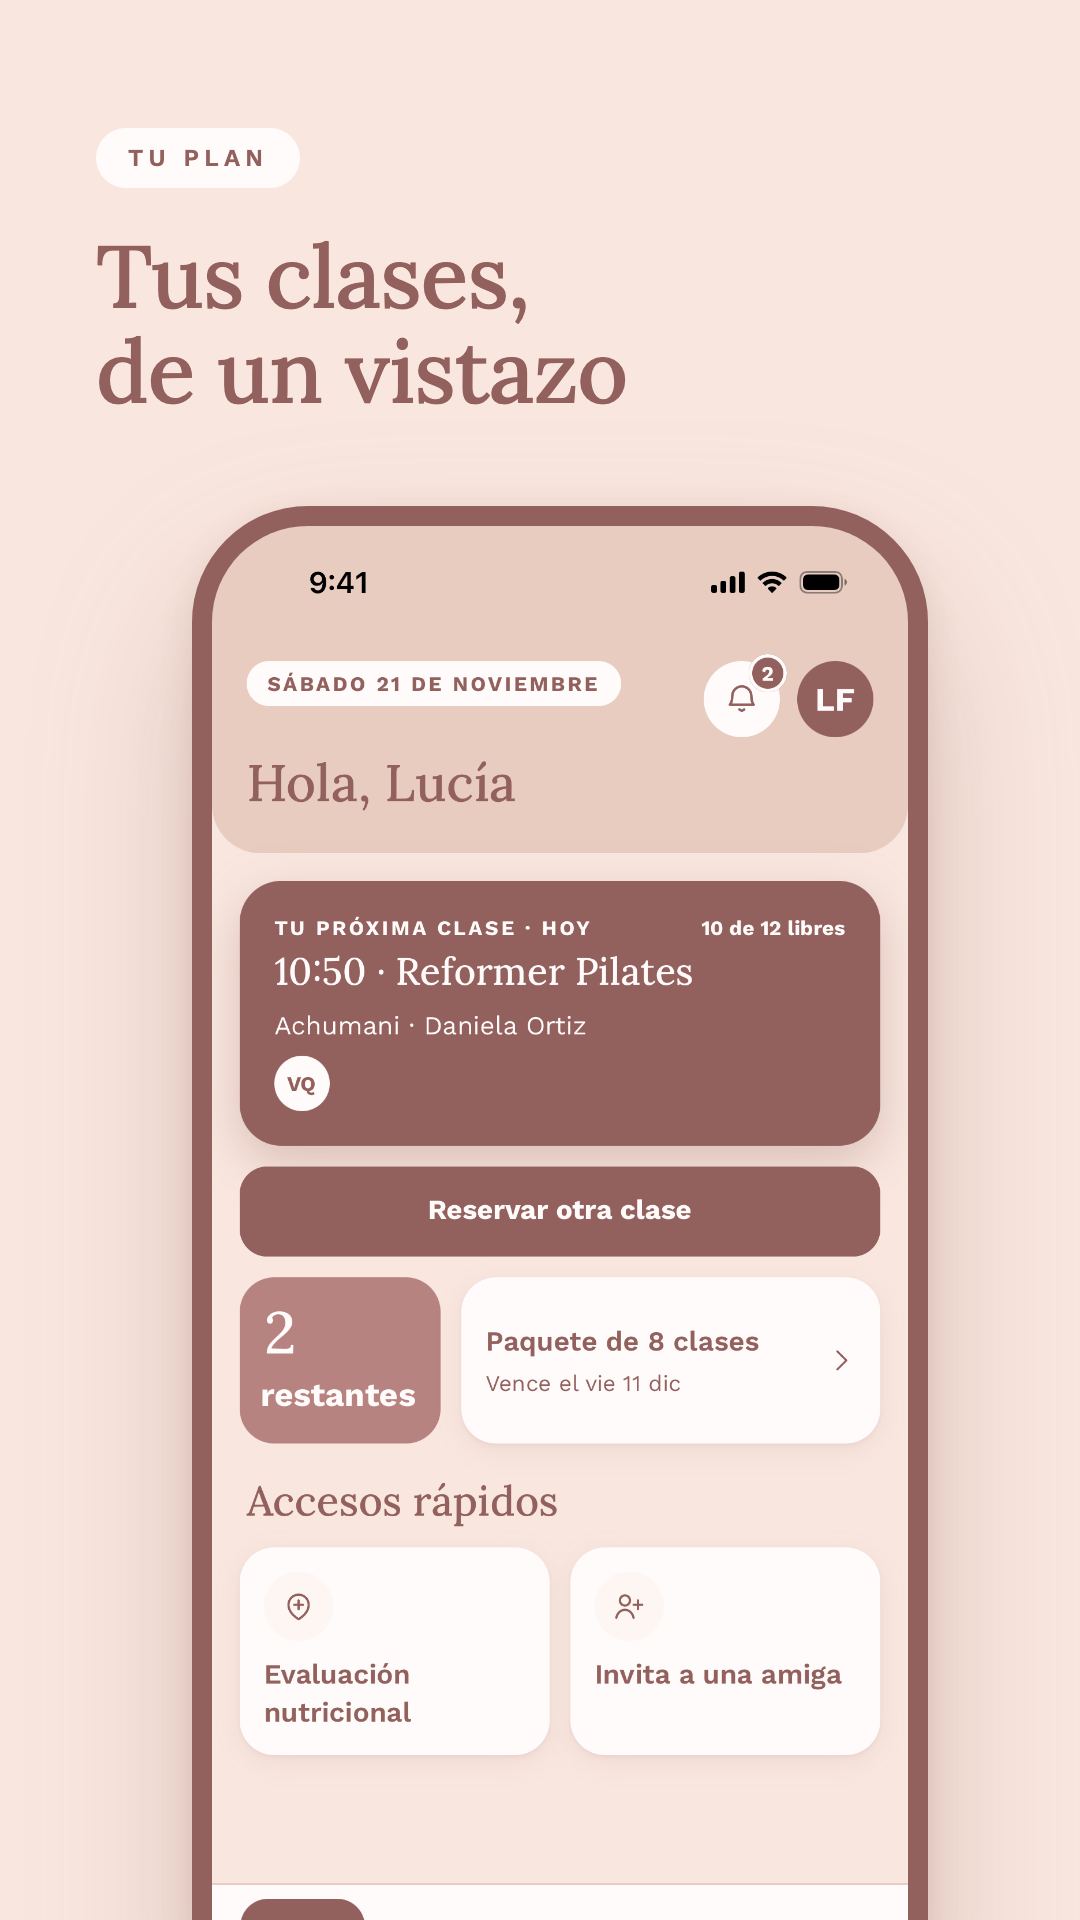 TU PLAN
Tus clases,
de un vistazo
9:41
SÁBADO 21 DE NOVIEMBRE
2
LF
Hola, Lucía
TU PRÓXIMA CLASE · HOY
10 de 12 libres
10:50 · Reformer Pilates
Achumani · Daniela Ortiz
VQ
Reservar otra clase
2
restantes
Paquete de 8 clases
Vence el vie 11 dic
Accesos rápidos
Evaluación
nutricional
Invita a una amiga